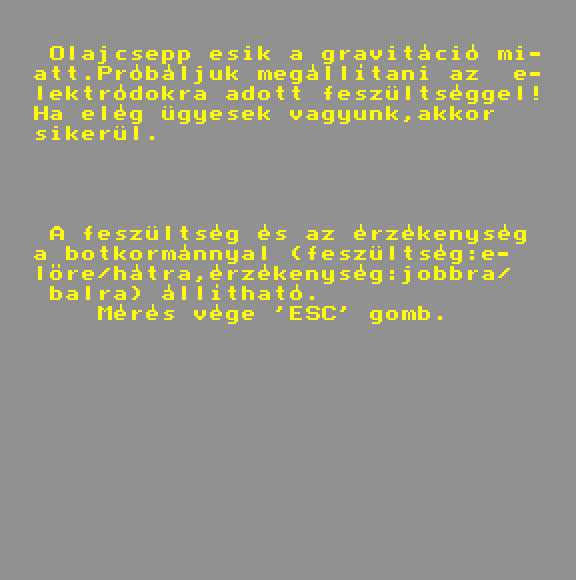 Olajcsepp esik a gravitáció mi-
att.Próbáljuk megállítani az  e-
lektródokra adott feszültséggel!
Ha elég ügyesek vagyunk,akkor
sikerül.
A feszültség és az érzékenység
a botkormánnyal (feszültség:e-
lőre/hátra,érzékenység:jobbra/
balra) állítható.
Mérés vége 'ESC' gomb.